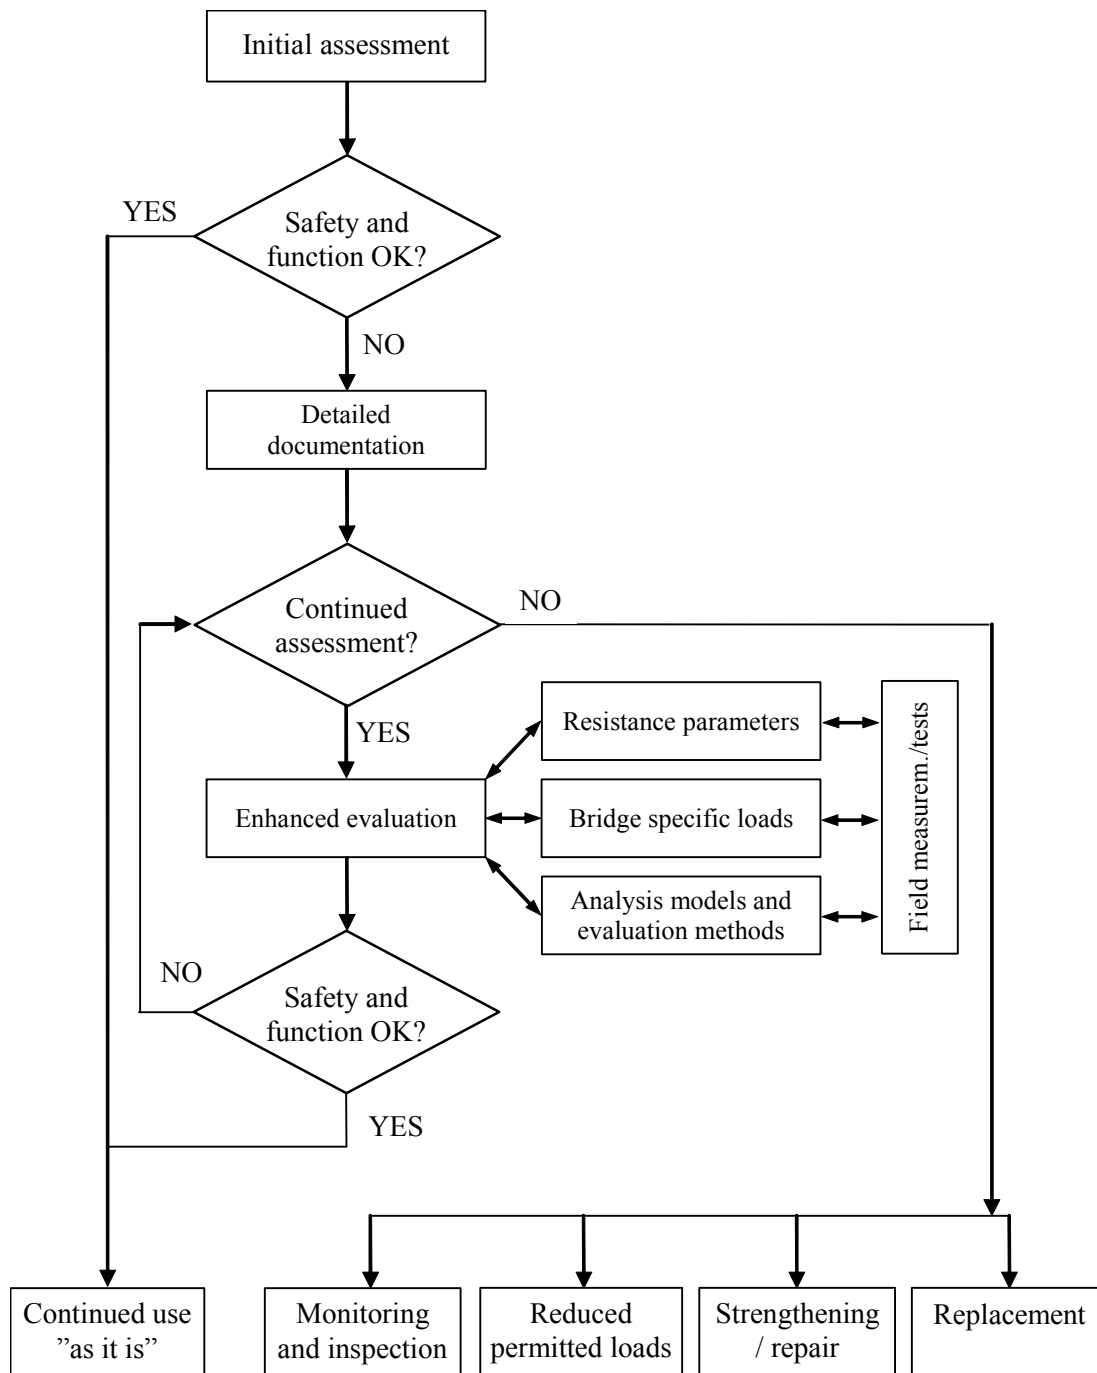 Initial assessment
YES
Safety and
function OK?
NO
Detailed
documentation
Continued
assessment?
NO
YES
Resistance parameters
Enhanced evaluation
Bridge specific loads
Analysis models and
evaluation methods
Field measurem./tests
NO
Safety and
function OK?
YES
Continued use
”as it is”
Monitoring
and inspection
Reduced
permitted loads
Strengthening
/ repair
Replacement